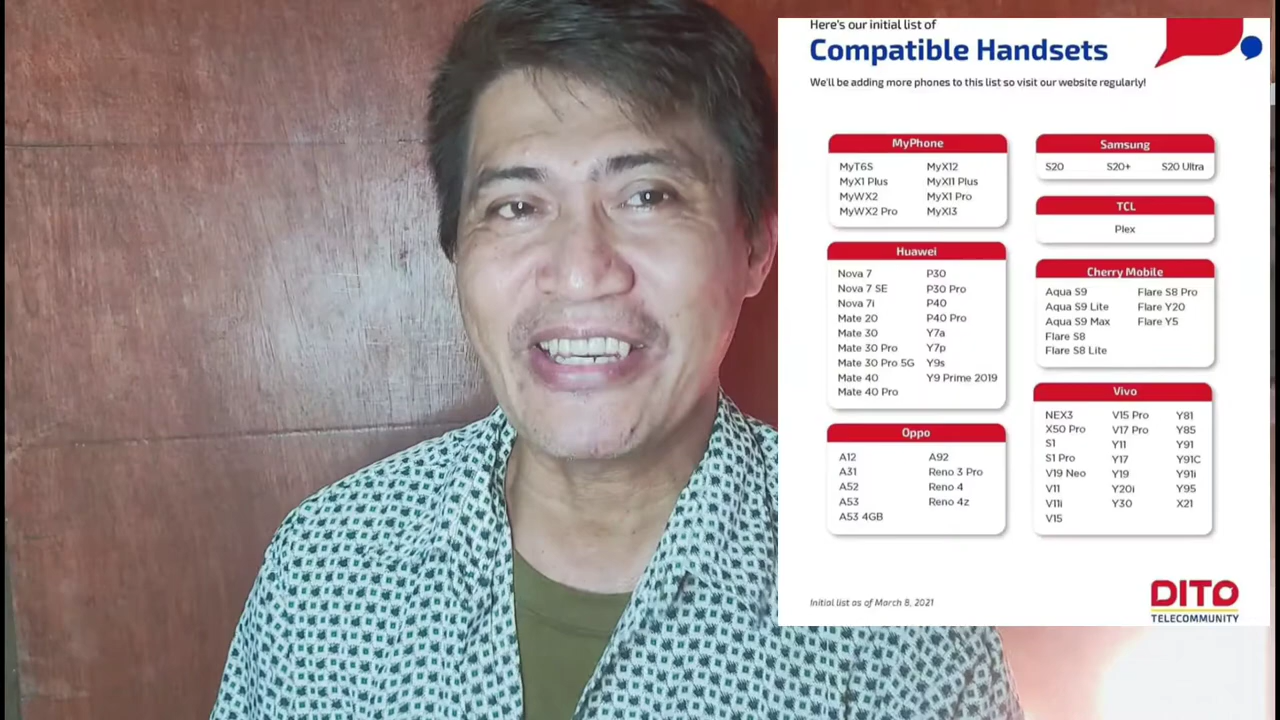 Here's our initial list of
Compatible Handsets
We'll be adding more phones to this list so visit our website regularly!
MyPhone
MyT6S MyX12
MyX1 Plus MyXI1 Plus
MyWX2 MyX1 Pro
MyWX2 Pro MyXI3
Huawei
Nova 7 P30
Nova 7 SE P30 Pro
Nova 7i P40
Mate 20 P40 Pro
Mate 30 Y7a
Mate 30 Pro Y7p
Mate 30 Pro 5G Y9s
Mate 40 Y9 Prime 2019
Mate 40 Pro
Oppo
A12 A92
A31 Reno 3 Pro
A52 Reno 4
A53 Reno 4z
A53 4GB
Samsung
S20 S20+ S20 Ultra
TCL
Plex
Cherry Mobile
Aqua S9 Flare S8 Pro
Aqua S9 Lite Flare Y20
Aqua S9 Max Flare Y5
Flare S8
Flare S8 Lite
Vivo
NEX3 V15 Pro Y81
X50 Pro V17 Pro Y85
S1 Y11 Y91
S1 Pro Y17 Y91C
V19 Neo Y19 Y91i
V11 Y20i Y95
V11i Y30 X21
V15
Initial list as of March 8, 2021
DITO
TELECOMMUNITY